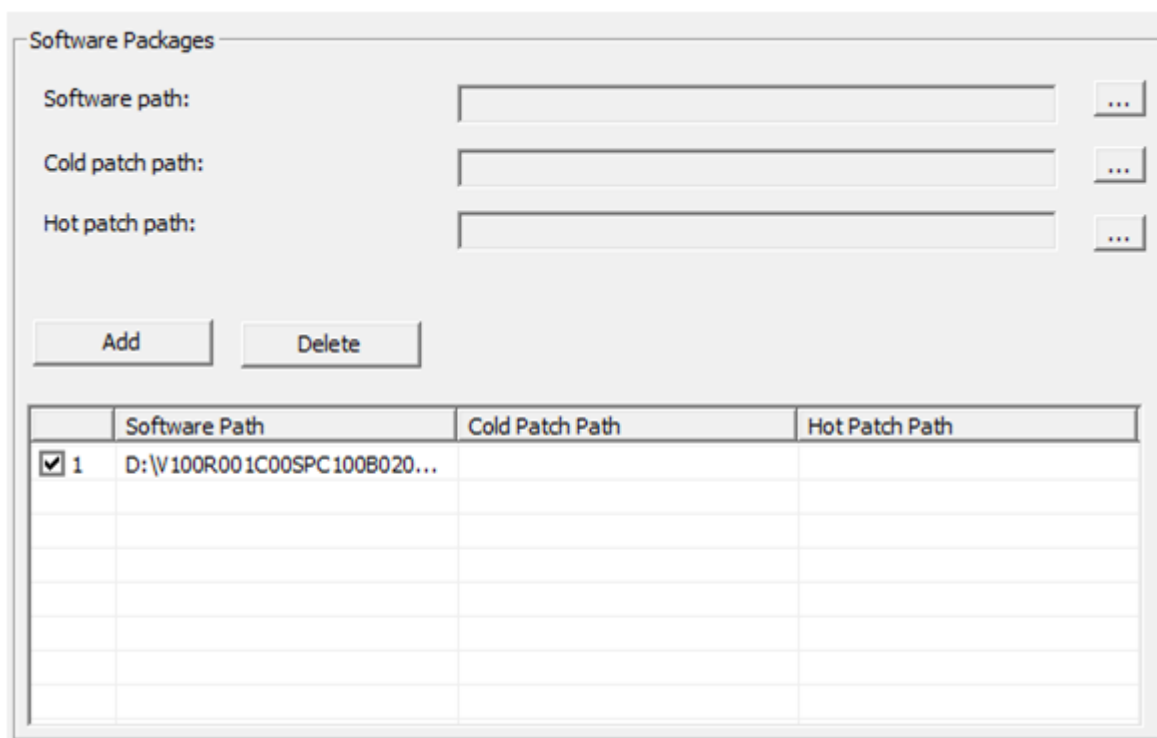 Software Packages
Software path:
...
Cold patch path:
...
Hot patch path:
...
Add Delete
Software Path Cold Patch Path Hot Patch Path
1 D:\V100R001C00SPC100B020...